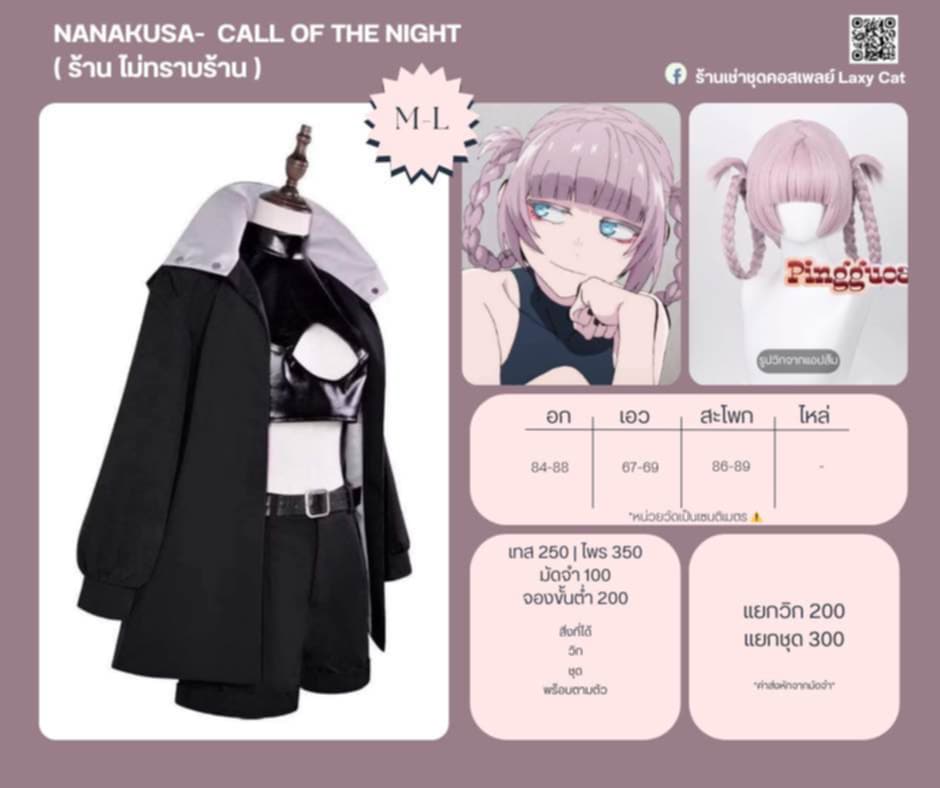 NANAKUSA- CALL OF THE NIGHT
( ร้าน ไม่ทราบร้าน )
ร้านเช่าชุดคอสเพลย์ Laxy Cat
M-L
Pingguo
รูปวิกจากแอปส้ม
อก เอว สะโพก ไหล่
84-88 67-69 86-89 -
*หน่วยวัดเป็นเซนติเมตร ⚠️
เทส 250 | ไพร 350
มัดจำ 100
จองขั้นต่ำ 200
สิ่งที่ได้
วิก
ชุด
พร็อบตามตัว
แยกวิก 200
แยกชุด 300
*ค่าส่งหักจากมัดจำ*